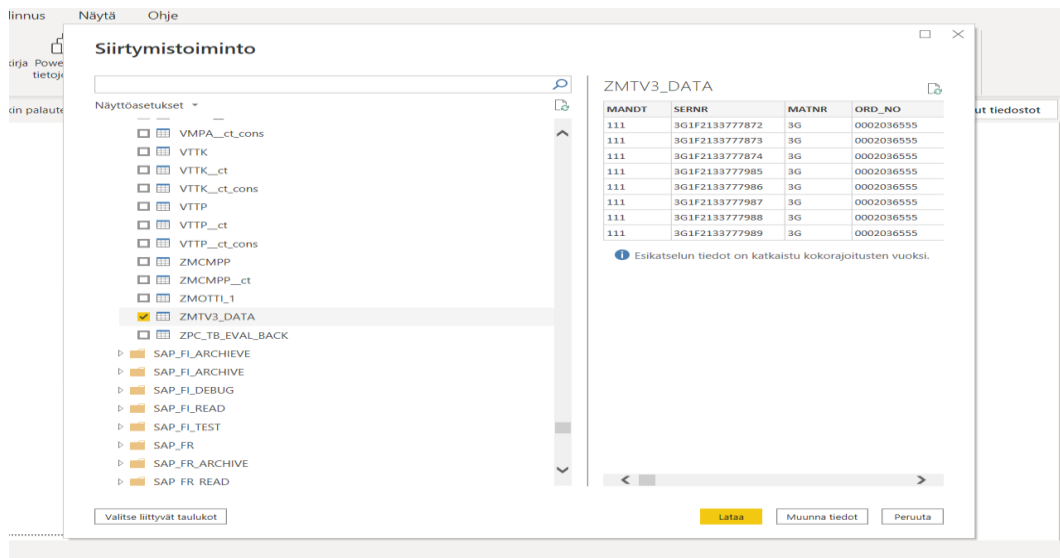 linnus Näytä Ohje
kirja Powe
tietojo
kin palaute
ut tiedostot
Siirtymistoiminto
Näyttöasetukset
VMPA__ct_cons
VTTK
VTTK__ct
VTTK__ct_cons
VTTP
VTTP__ct
VTTP__ct_cons
ZMCMPP
ZMCMPP__ct
ZMOTTI_1
ZMTV3_DATA
ZPC_TB_EVAL_BACK
SAP_FI_ARCHIEVE
SAP_FI_ARCHIVE
SAP_FI_DEBUG
SAP_FI_READ
SAP_FI_TEST
SAP_FR
SAP_FR_ARCHIVE
SAP_FR_READ
ZMTV3_DATA
MANDT SERNR MATNR ORD_NO
111 3G1F2133777872 3G 0002036555
111 3G1F2133777873 3G 0002036555
111 3G1F2133777874 3G 0002036555
111 3G1F2133777985 3G 0002036555
111 3G1F2133777986 3G 0002036555
111 3G1F2133777987 3G 0002036555
111 3G1F2133777988 3G 0002036555
111 3G1F2133777989 3G 0002036555
Esikatselun tiedot on katkaistu kokorajoitusten vuoksi.
Valitse liittyvät taulukot
Lataa Muunna tiedot Peruuta